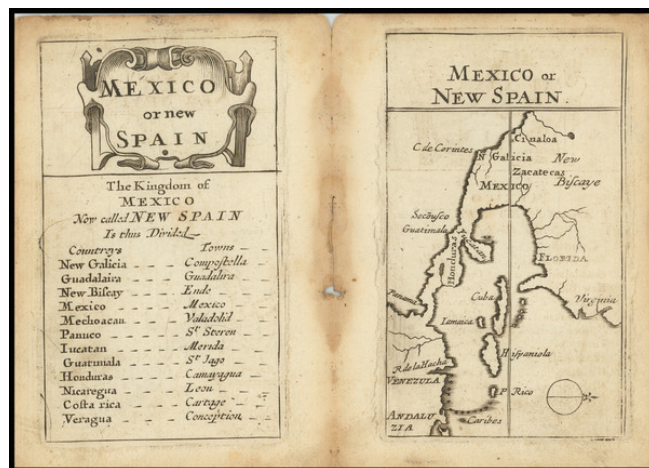 MEXICO
or new
SPAIN
The Kingdom of
MEXICO
Now called NEW SPAIN
Is thus Divided
Countreys Towns
New Galicia Compostella
Guadalaira Guadalira
New Biscay Ende
Mexico Mexico
Mechoacan Valadolid
Panuco St Steven
Iucatan Merida
Guatimala St Jago
Honduras Camayagua
Nicaregua Leon
Costa rica Cartage
Veragua Conception
MEXICO or
NEW SPAIN.
Cinaloa
C de Corintes
N Galicia
New
Zacatecas
MEXICO
Biscaye
Guatimala
Honduras
FLORIDA
Panama
Cuba
Virginia
Iamaica
Hispaniola
R de la Hacha
VENEZULA
P Rico
ANDALU
ZIA
Caribes